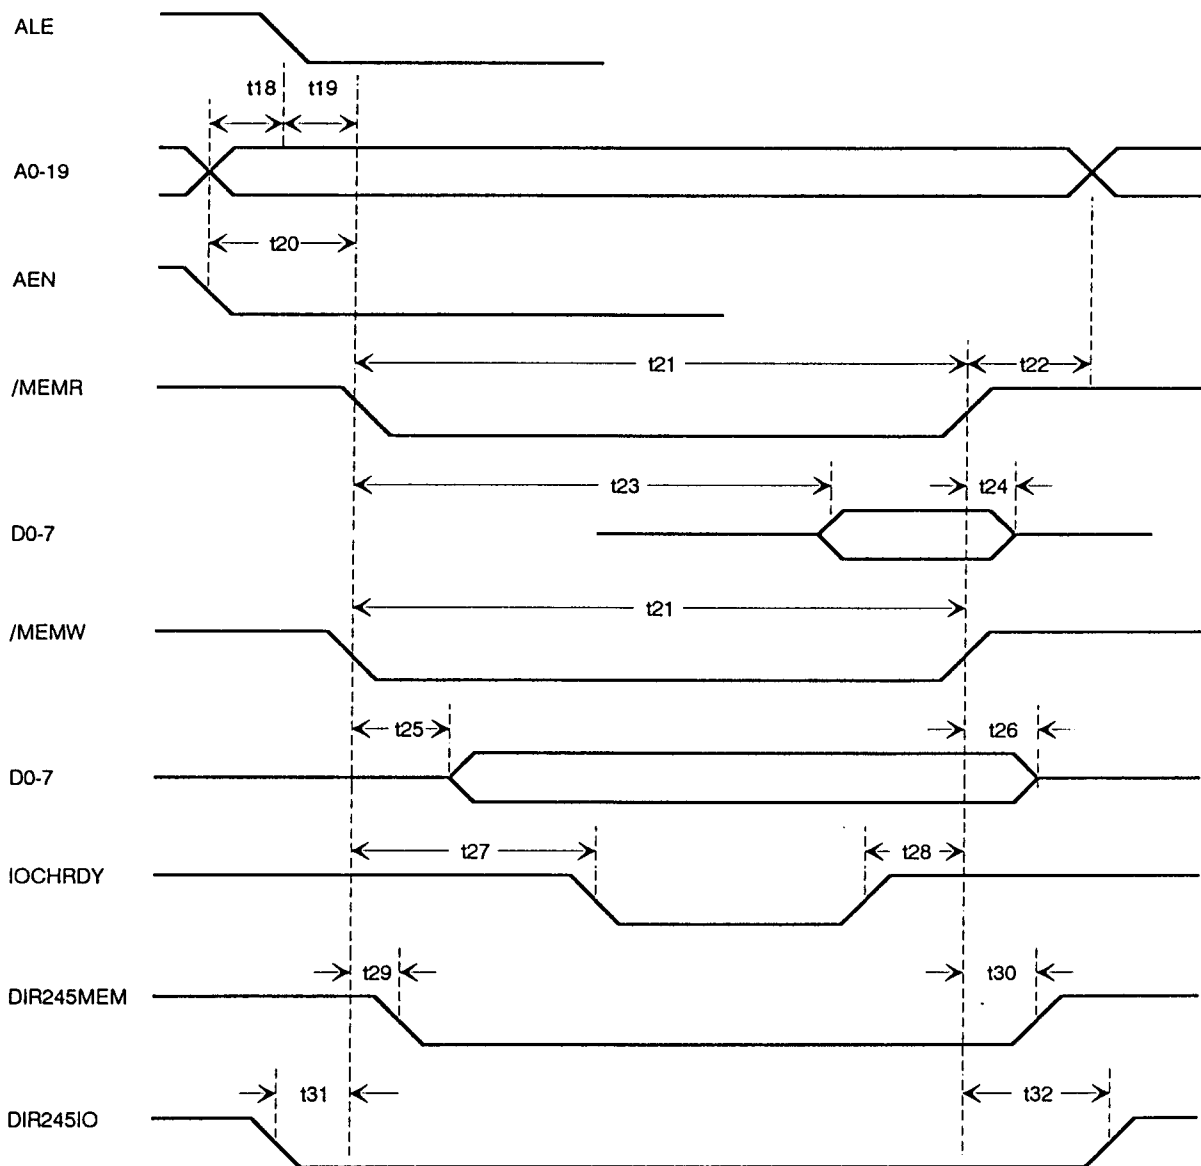 ALE
t18 t19
A0-19
t20
AEN
t21 t22
/MEMR
t23 t24
D0-7
t21
/MEMW
t25 t26
D0-7
t27 t28
IOCHRDY
t29 t30
DIR245MEM
t31 t32
DIR245IO